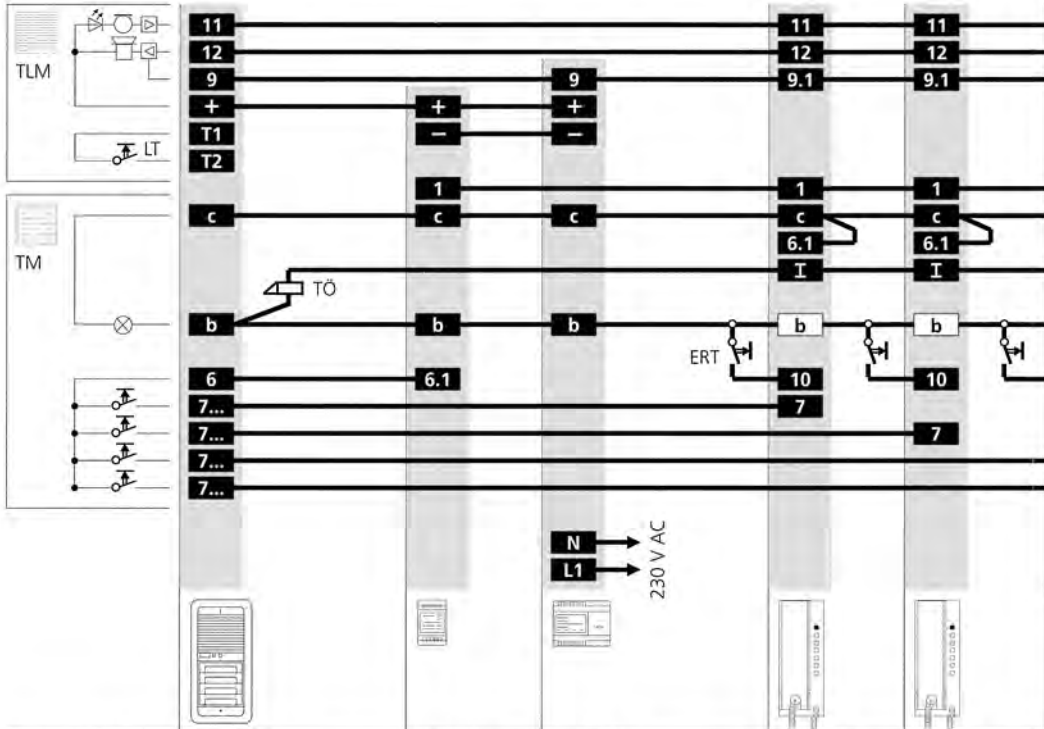 11 11 11
12 12 12
TLM
9 9 9.1 9.1
+ + +
T1 − −
LT
T2
1 1 1
c c c c c
6.1 6.1
TM
I I
TÖ
b b b b b
ERT
6 6.1 10 10
7... 7
7... 7
7...
7...
N
L1
230 V AC